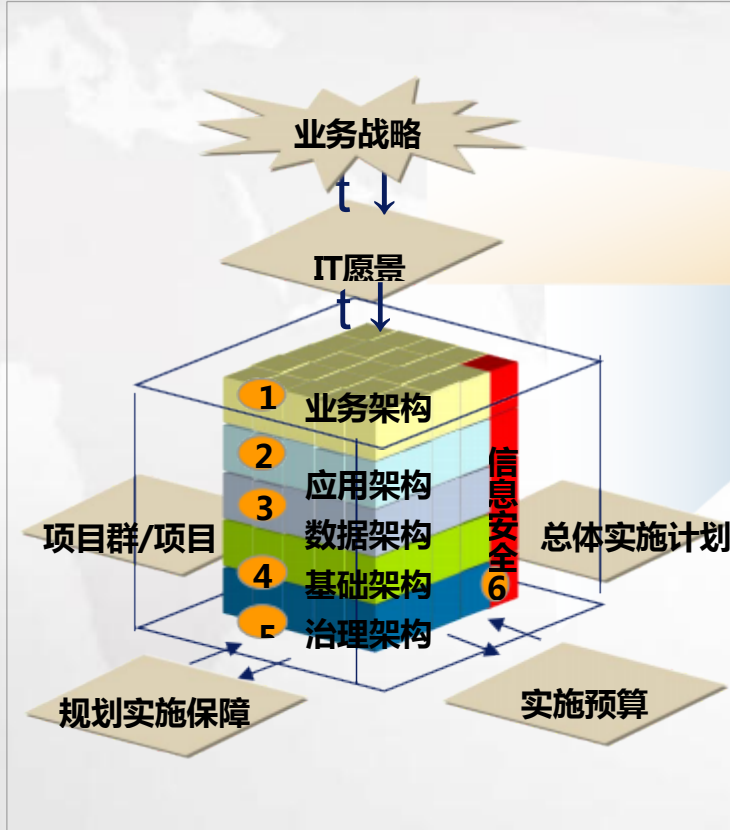 业务战略
t ↓
IT愿景
t ↓
1 业务架构
2 应用架构
3 数据架构
4 基础架构
5 治理架构
信息安全
6
项目群/项目
总体实施计划
规划实施保障
实施预算